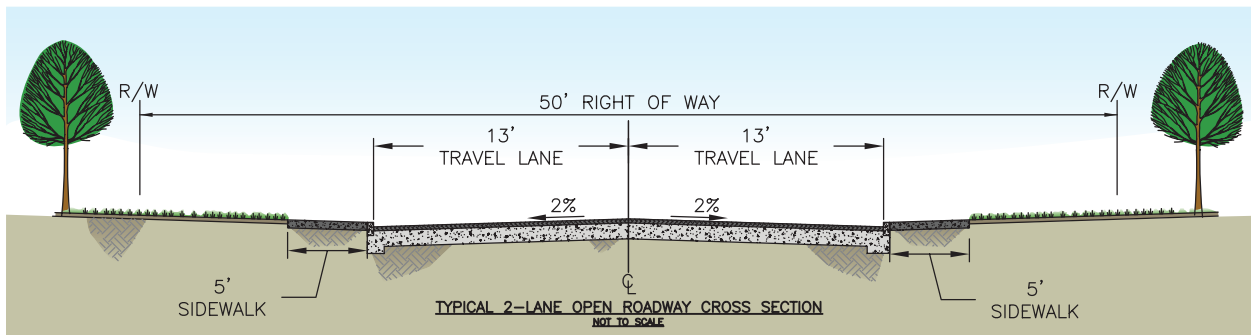 R/W
50' RIGHT OF WAY
R/W
13'
TRAVEL LANE
13'
TRAVEL LANE
2%
2%
5'
SIDEWALK
℄
5'
SIDEWALK
TYPICAL 2-LANE OPEN ROADWAY CROSS SECTION
NOT TO SCALE